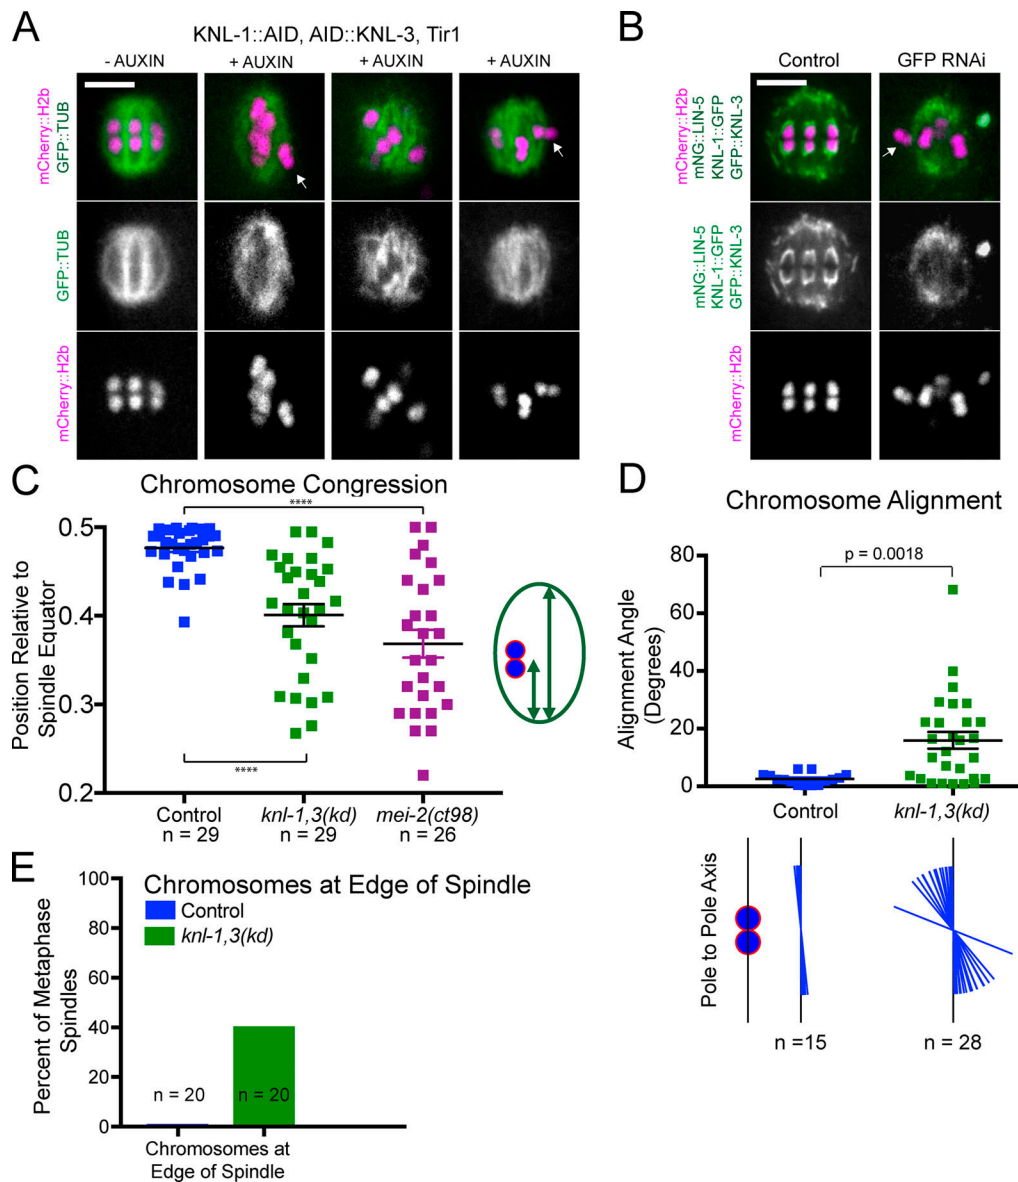 A
KNL-1::AID, AID::KNL-3, Tir1
- AUXIN
+ AUXIN
+ AUXIN
+ AUXIN
mCherry::H2b
GFP::TUB
GFP::TUB
mCherry::H2b
B
Control
GFP RNAi
mCherry::H2b
mNG::LIN-5
KNL-1::GFP
GFP::KNL-3
mNG::LIN-5
KNL-1::GFP
GFP::KNL-3
mCherry::H2b
C
Chromosome Congression
****
Position Relative to
Spindle Equator
0.5
0.4
0.3
0.2
****
Control
n = 29
knl-1,3(kd)
n = 29
mei-2(ct98)
n = 26
D
Chromosome Alignment
p = 0.0018
Alignment Angle
(Degrees)
80
60
40
20
0
Control
knl-1,3(kd)
Pole to Pole Axis
n =15
n = 28
E
Chromosomes at Edge of Spindle
Control
knl-1,3(kd)
Percent of Metaphase
Spindles
100
80
60
40
20
0
n = 20
n = 20
Chromosomes at
Edge of Spindle